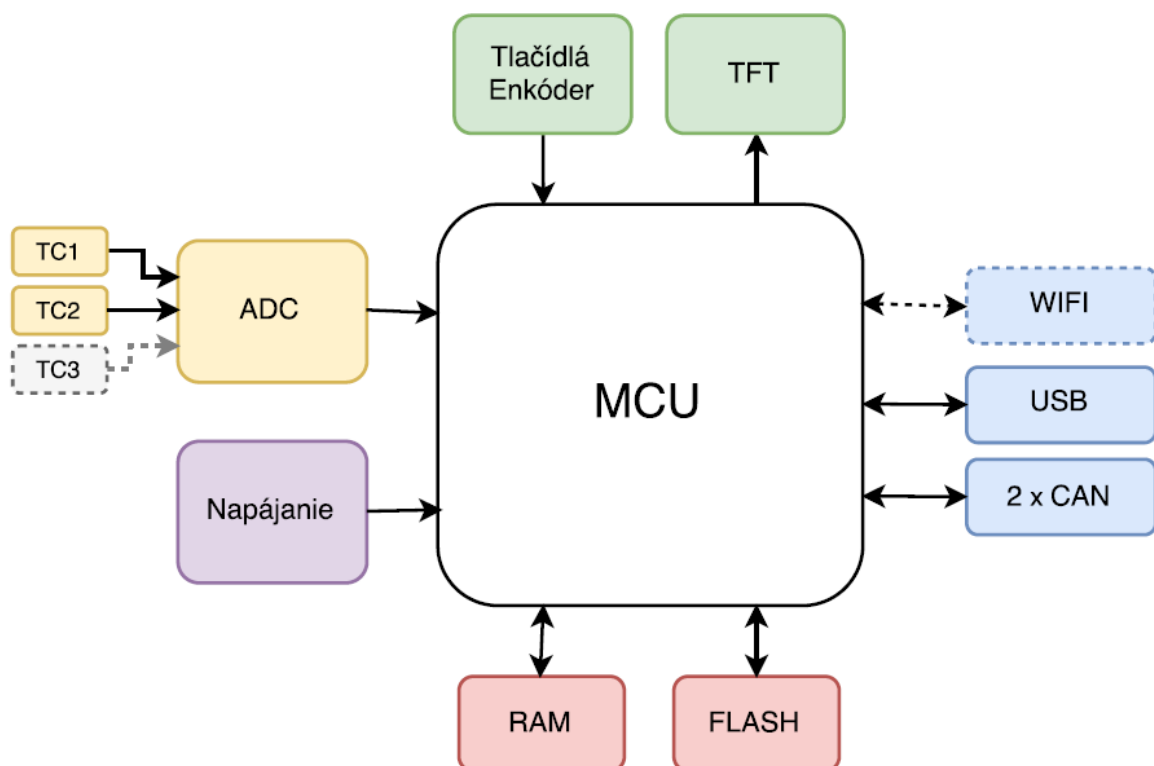 Tlačídlá
Enkóder
TFT
TC1
TC2
TC3
ADC
WIFI
MCU
USB
Napájanie
2 x CAN
RAM
FLASH